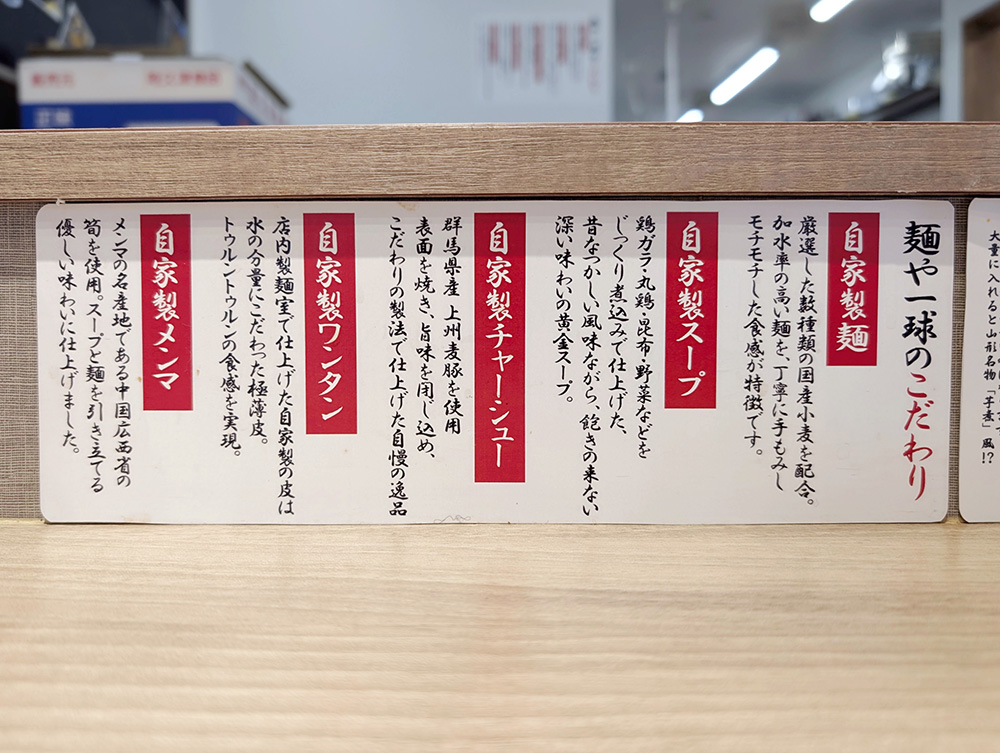 大量に入れると山形名物「芋煮」風!?
麺や一球のこだわり
自家製麺
厳選した数種類の国産小麦を配合。
加水率の高い麺を、丁寧に手もみし
モチモチした食感が特徴です。
自家製スープ
鶏ガラ・丸鶏・昆布・野菜などを
じっくり煮込みで仕上げた、
昔なつかしい風味ながら、飽きの来ない
深い味わいの黄金スープ。
自家製チャーシュー
群馬県産 上州麦豚を使用
表面を焼き、旨味を閉じ込め、
こだわりの製法で仕上げた自慢の逸品
自家製ワンタン
店内製麺室で仕上げた自家製の皮は
水の分量にこだわった極薄皮。
トゥルントゥルンの食感を実現。
自家製メンマ
メンマの名産地である中国広西省の
筍を使用。スープと麺を引き立てる
優しい味わいに仕上げました。